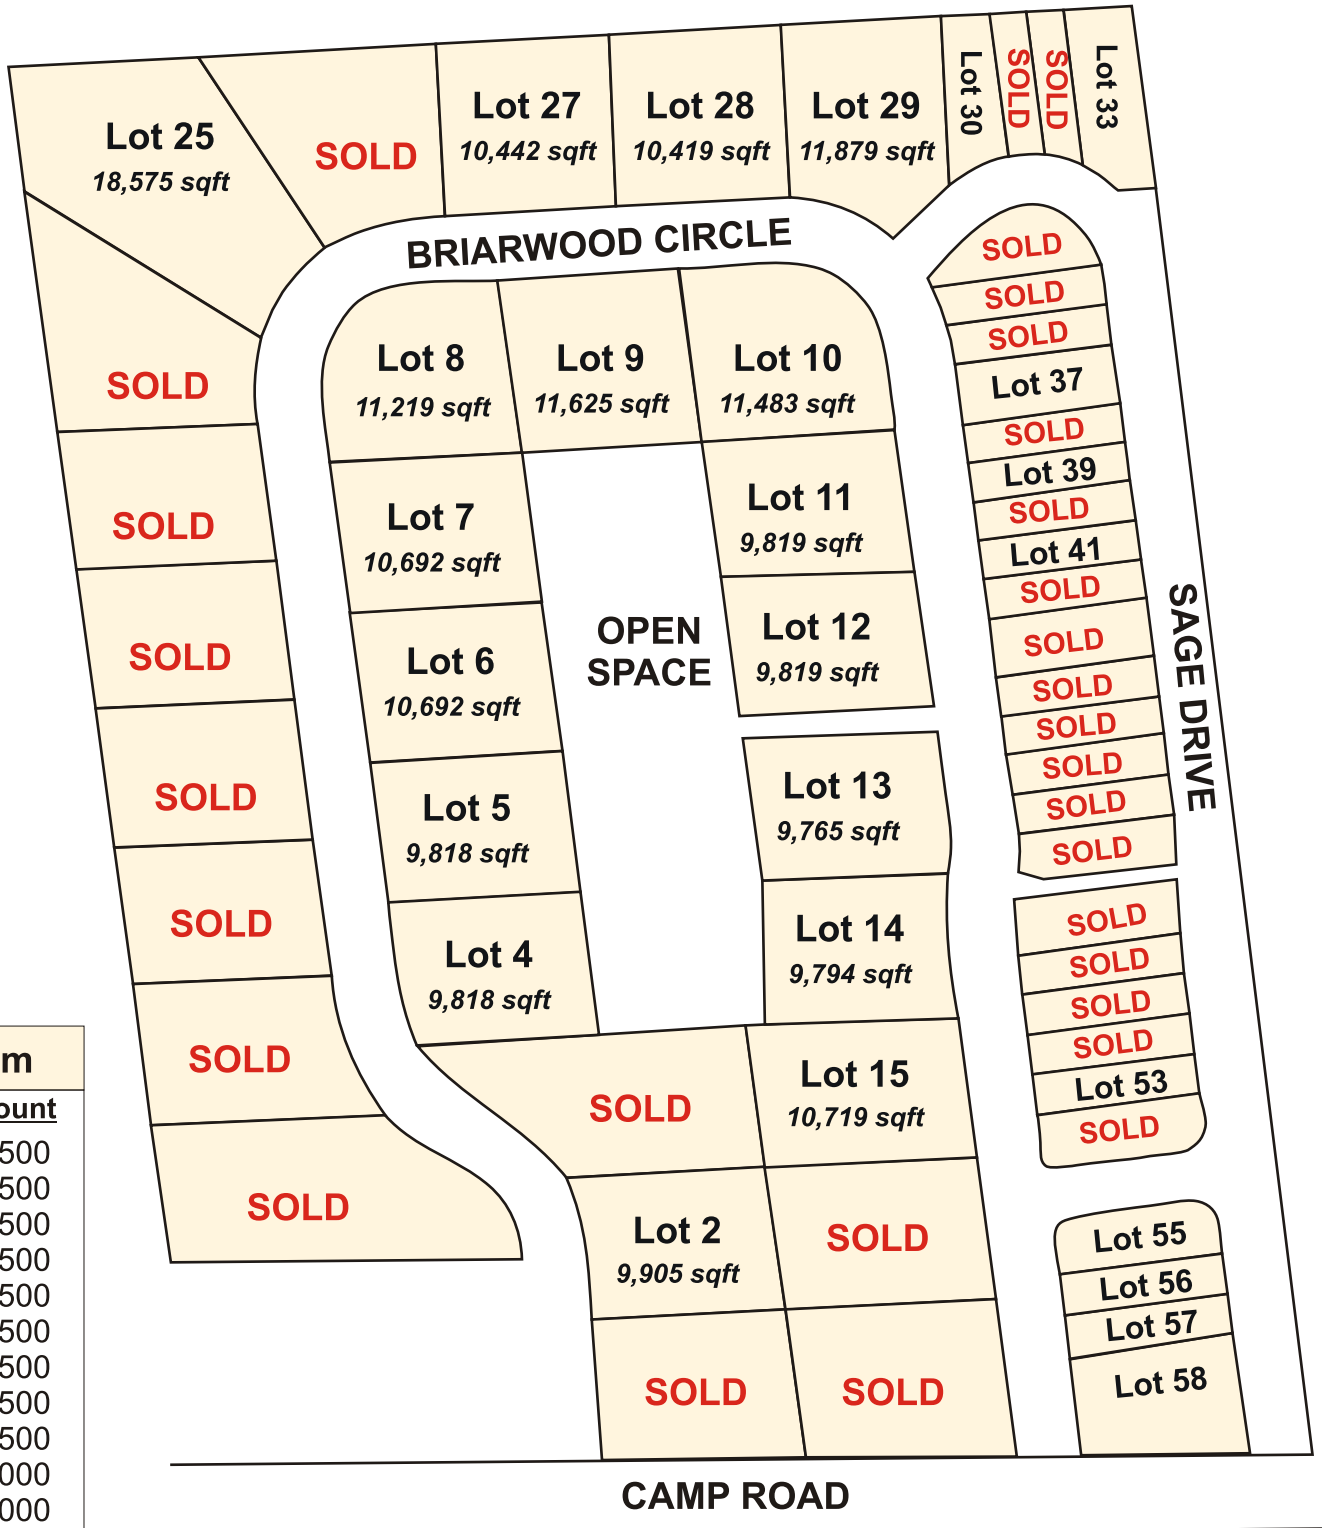 Lot 25
18,575 sqft
SOLD
Lot 27
10,442 sqft
Lot 28
10,419 sqft
Lot 29
11,879 sqft
Lot 30
SOLD
SOLD
Lot 33
BRIARWOOD CIRCLE
SOLD
SOLD
SOLD
SOLD
SOLD
SOLD
SOLD
SOLD
Lot 8
11,219 sqft
Lot 9
11,625 sqft
Lot 10
11,483 sqft
Lot 7
10,692 sqft
Lot 6
10,692 sqft
Lot 5
9,818 sqft
Lot 4
9,818 sqft
OPEN
SPACE
Lot 11
9,819 sqft
Lot 12
9,819 sqft
Lot 13
9,765 sqft
Lot 14
9,794 sqft
SOLD
Lot 15
10,719 sqft
Lot 2
9,905 sqft
SOLD
SOLD
SOLD
SOLD
SOLD
SOLD
Lot 37
SOLD
Lot 39
SOLD
Lot 41
SOLD
SOLD
SOLD
SOLD
SOLD
SOLD
SOLD
SOLD
SOLD
SOLD
SOLD
Lot 53
SOLD
Lot 55
Lot 56
Lot 57
Lot 58
SAGE DRIVE
CAMP ROAD
m
ount
500
500
500
500
500
500
500
500
500
000
000